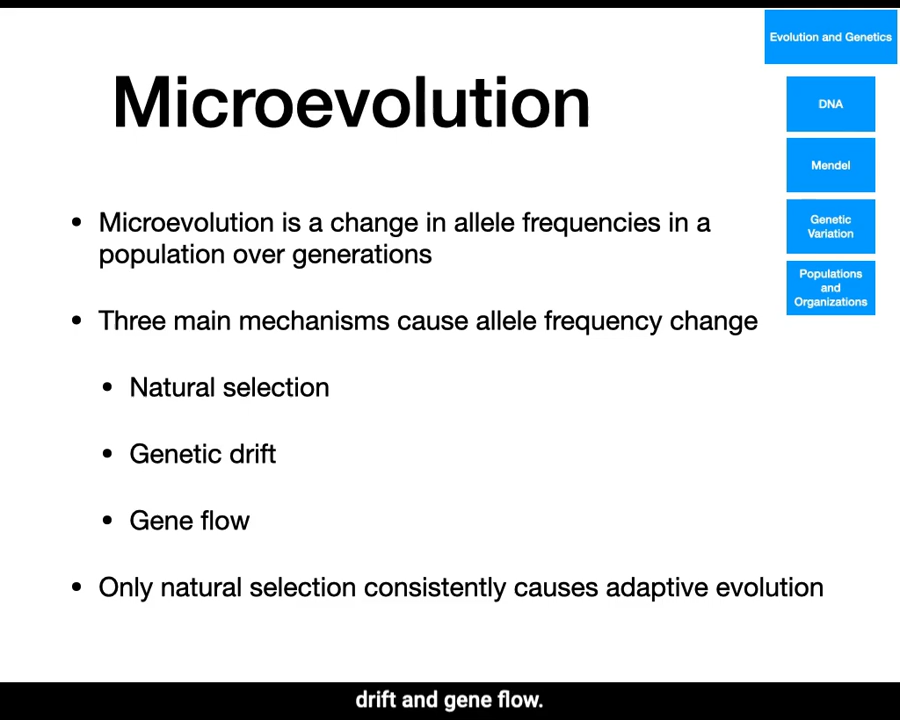 Evolution and Genetics
Microevolution
DNA
Mendel
Genetic
Variation
Populations
and
Organizations
• Microevolution is a change in allele frequencies in a
population over generations
• Three main mechanisms cause allele frequency change
• Natural selection
• Genetic drift
• Gene flow
• Only natural selection consistently causes adaptive evolution
drift and gene flow.